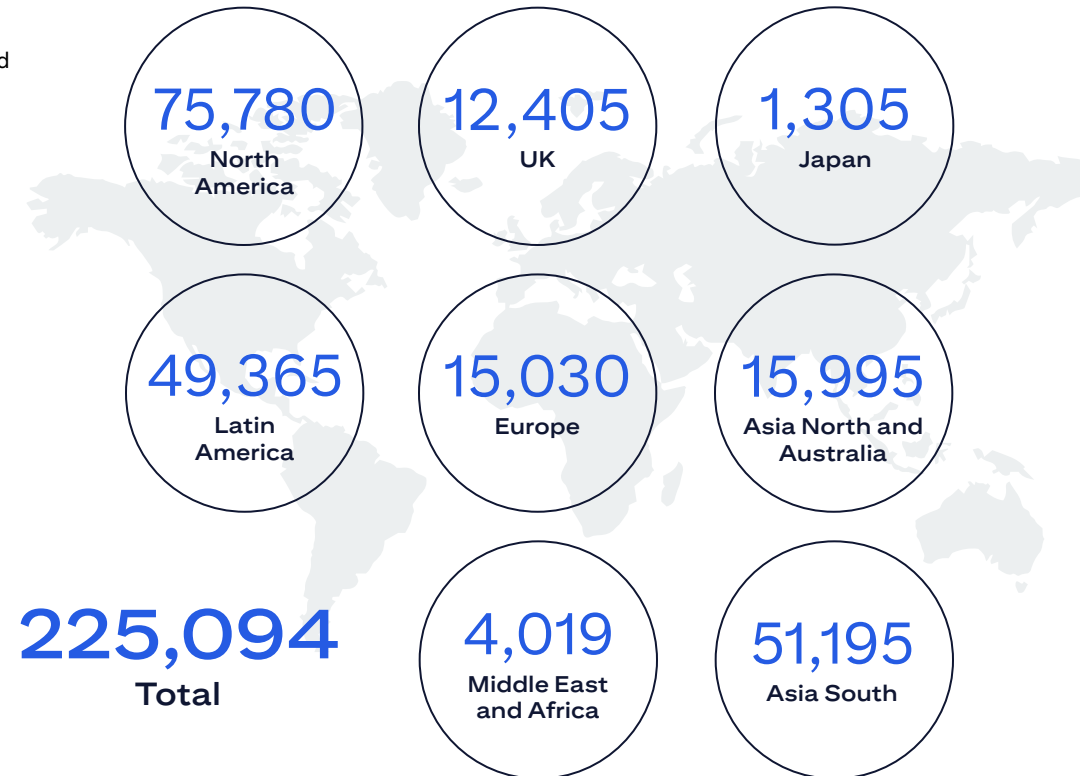 d
75,780
North
America
12,405
UK
1,305
Japan
49,365
Latin
America
15,030
Europe
15,995
Asia North and
Australia
225,094
Total
4,019
Middle East
and Africa
51,195
Asia South